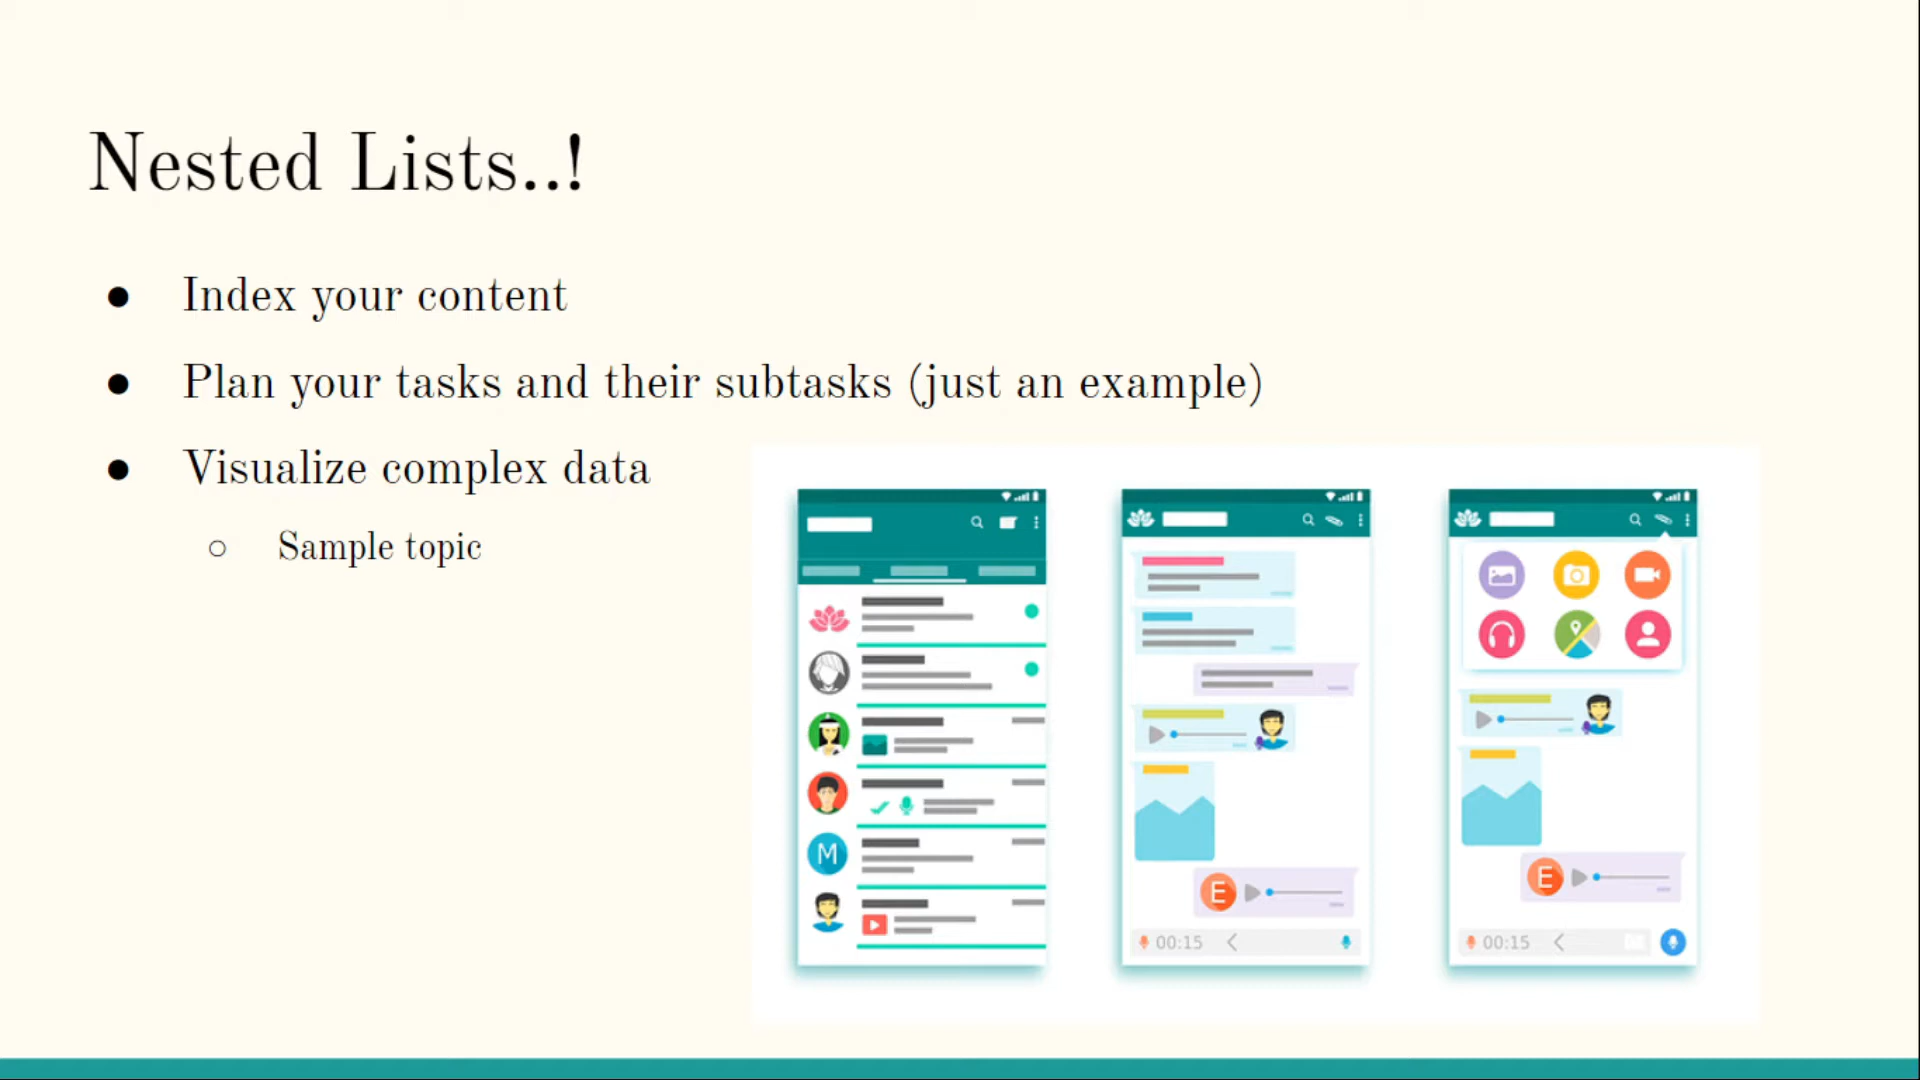 Nested Lists..!
● Index your content
● Plan your tasks and their subtasks (just an example)
● Visualize complex data
○ Sample topic
M
E
00:15
E
00:15